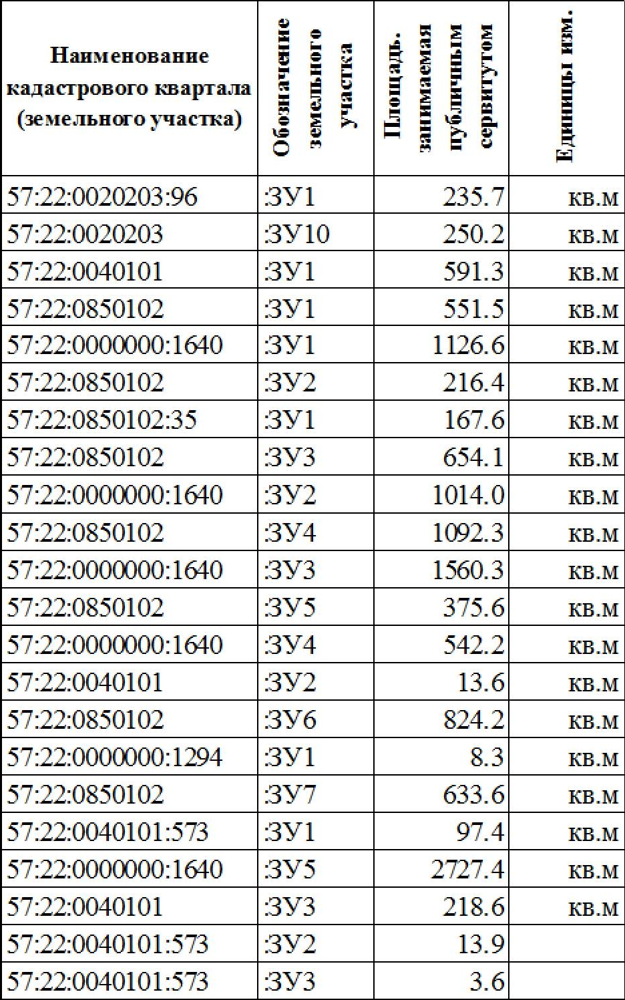 Наименование
кадастрового квартала
(земельного участка)
Обозначение
земельного
участка
Площадь.
занимаемая
публичным
сервитутом
Единицы изм.
57:22:0020203:96 :ЗУ1 235.7 кв.м
57:22:0020203 :ЗУ10 250.2 кв.м
57:22:0040101 :ЗУ1 591.3 кв.м
57:22:0850102 :ЗУ1 551.5 кв.м
57:22:0000000:1640 :ЗУ1 1126.6 кв.м
57:22:0850102 :ЗУ2 216.4 кв.м
57:22:0850102:35 :ЗУ1 167.6 кв.м
57:22:0850102 :ЗУ3 654.1 кв.м
57:22:0000000:1640 :ЗУ2 1014.0 кв.м
57:22:0850102 :ЗУ4 1092.3 кв.м
57:22:0000000:1640 :ЗУ3 1560.3 кв.м
57:22:0850102 :ЗУ5 375.6 кв.м
57:22:0000000:1640 :ЗУ4 542.2 кв.м
57:22:0040101 :ЗУ2 13.6 кв.м
57:22:0850102 :ЗУ6 824.2 кв.м
57:22:0000000:1294 :ЗУ1 8.3 кв.м
57:22:0850102 :ЗУ7 633.6 кв.м
57:22:0040101:573 :ЗУ1 97.4 кв.м
57:22:0000000:1640 :ЗУ5 2727.4 кв.м
57:22:0040101 :ЗУ3 218.6 кв.м
57:22:0040101:573 :ЗУ2 13.9
57:22:0040101:573 :ЗУ3 3.6